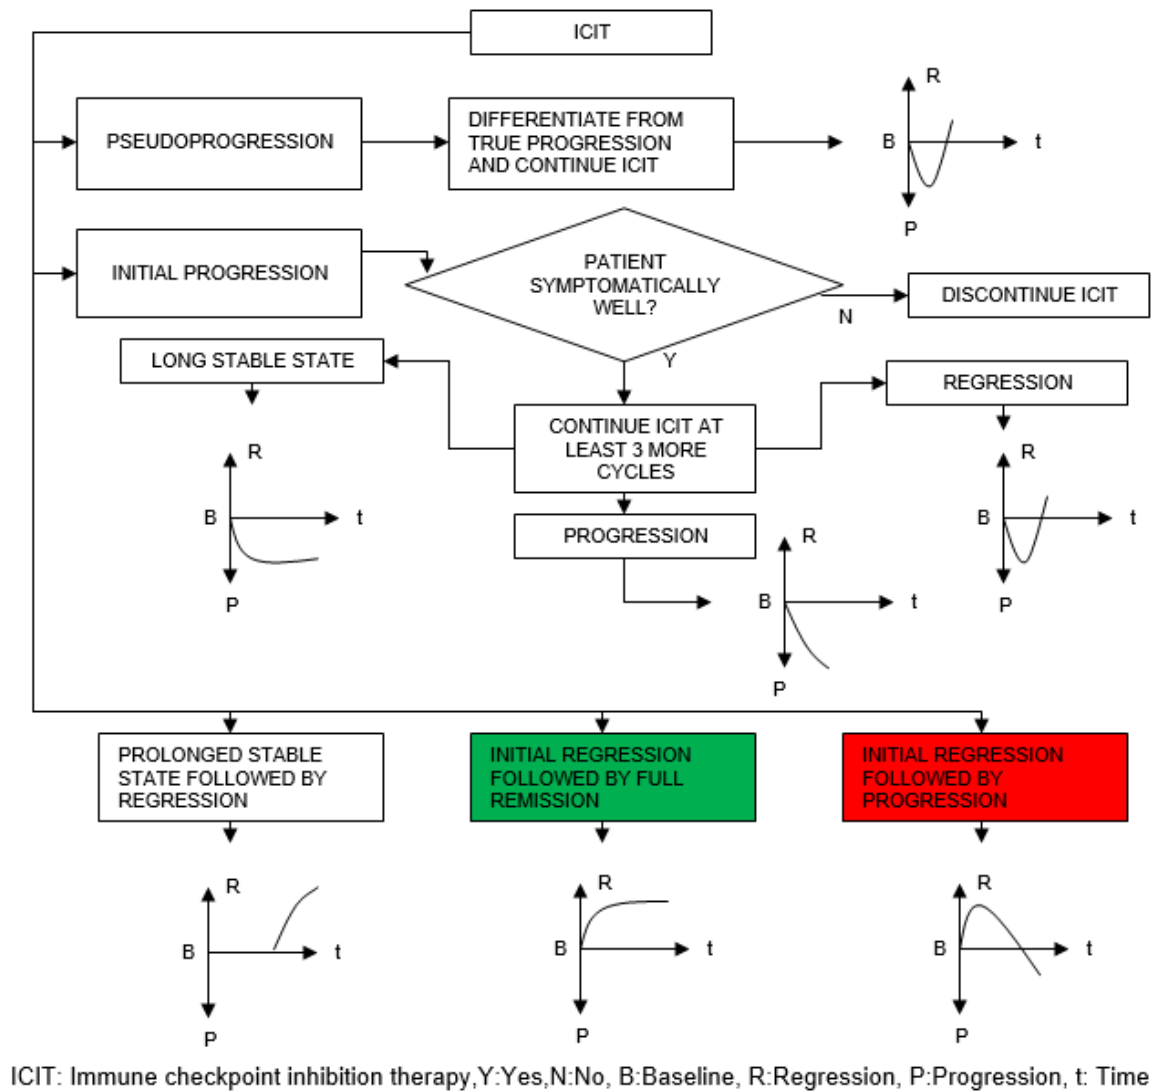 ICIT
PSEUDOPROGRESSION
DIFFERENTIATE FROM
TRUE PROGRESSION
AND CONTINUE ICIT
R
B
t
P
INITIAL PROGRESSION
PATIENT
SYMPTOMATICALLY
WELL?
N
DISCONTINUE ICIT
Y
LONG STABLE STATE
REGRESSION
CONTINUE ICIT AT
LEAST 3 MORE
CYCLES
R
B
t
P
R
B
t
P
PROGRESSION
R
B
t
P
PROLONGED STABLE
STATE FOLLOWED BY
REGRESSION
INITIAL REGRESSION
FOLLOWED BY FULL
REMISSION
INITIAL REGRESSION
FOLLOWED BY
PROGRESSION
R
B
t
P
R
B
t
P
R
B
t
P
ICIT: Immune checkpoint inhibition therapy,Y:Yes,N:No, B:Baseline, R:Regression, P:Progression, t: Time